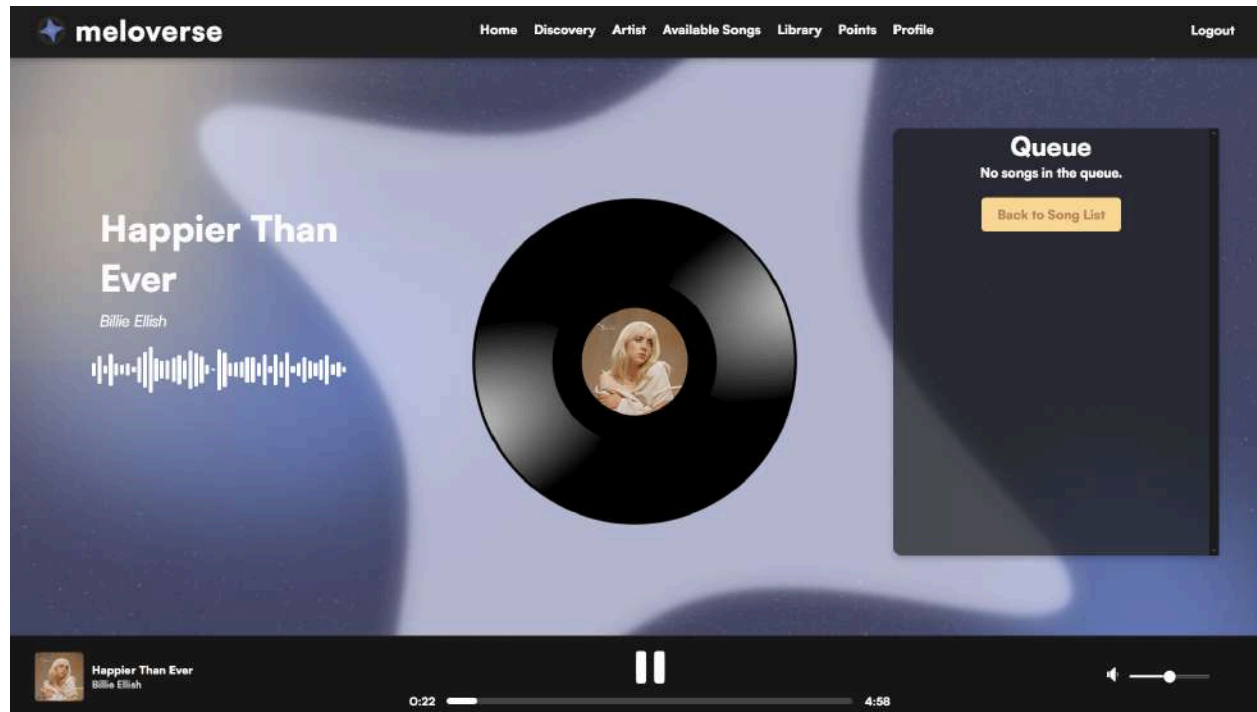 meloverse
Home Discovery Artist Available Songs Library Points Profile
Logout
Happier Than
Ever
Billie Ellish
Queue
No songs in the queue.
Back to Song List
Happier Than Ever
Billie Ellish
0:22
4:58